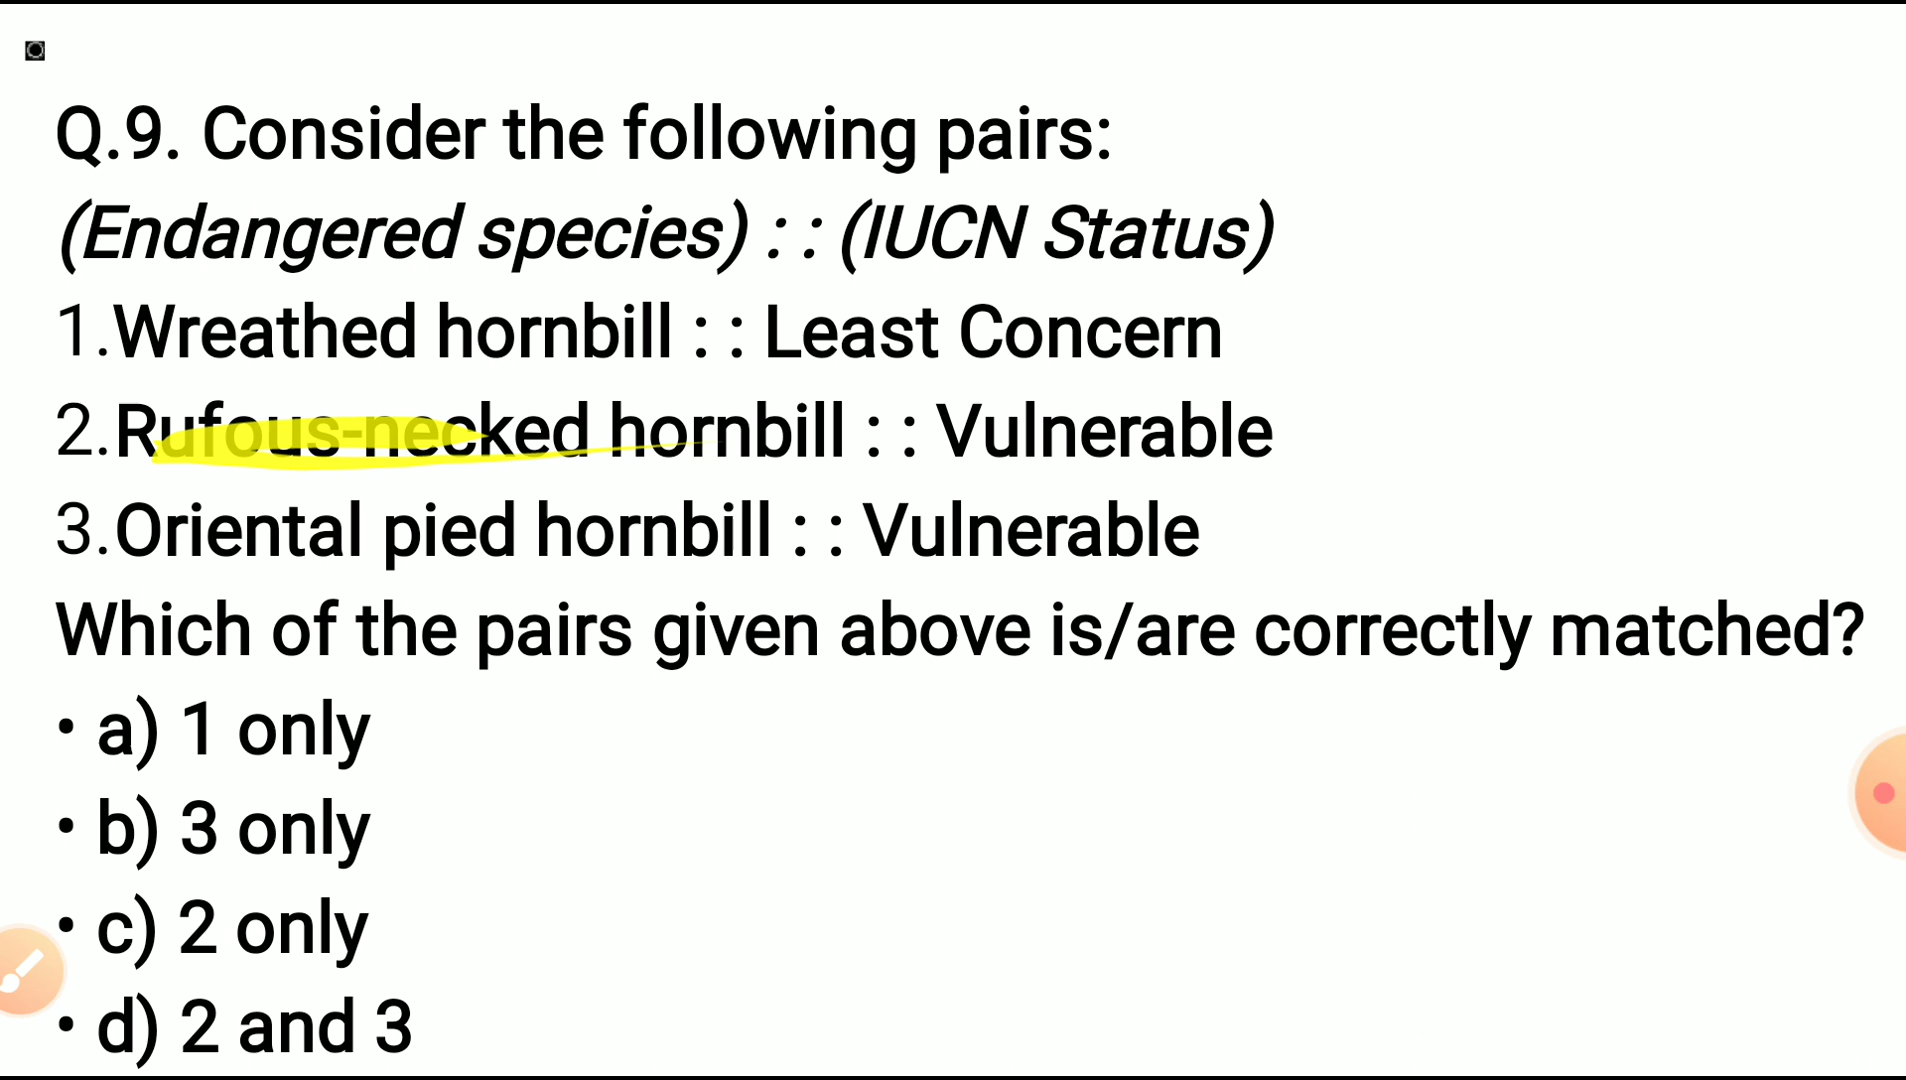 Q.9. Consider the following pairs:
(Endangered species) : : (IUCN Status)
1.Wreathed hornbill : : Least Concern
2.Rufous-necked hornbill : : Vulnerable
3.Oriental pied hornbill : : Vulnerable
Which of the pairs given above is/are correctly matched?
• a) 1 only
• b) 3 only
• c) 2 only
• d) 2 and 3